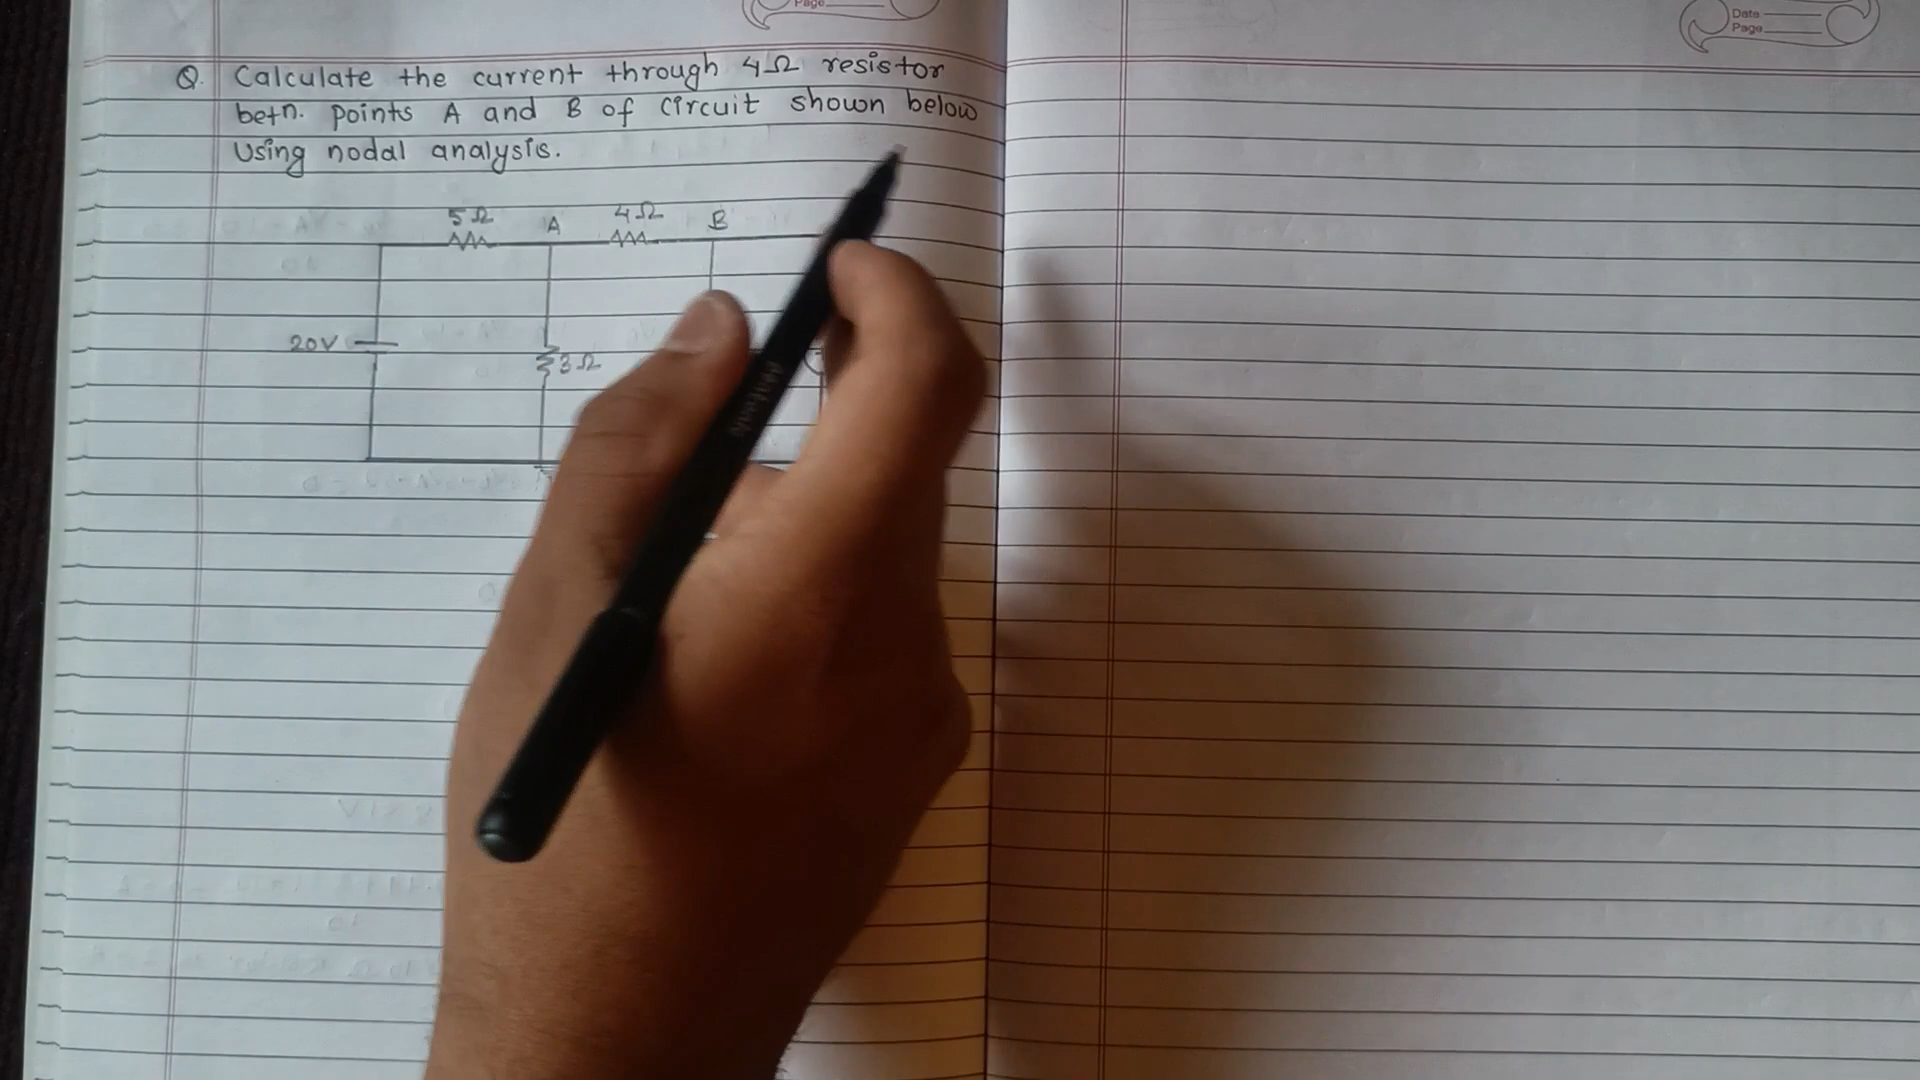 Page
Date
Page
Q. Calculate the current through 4Ω resistor
betn. points A and B of circuit shown below
Using nodal analysis.
5Ω A 4Ω B
20V
3Ω